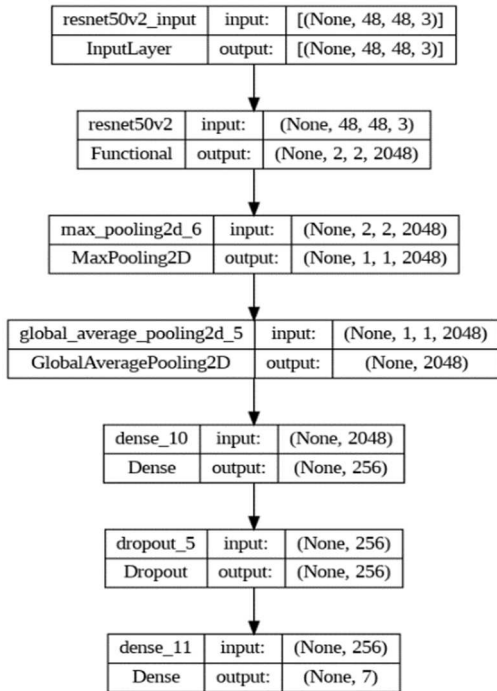 resnet50v2_input input: [(None, 48, 48, 3)]
InputLayer output: [(None, 48, 48, 3)]
resnet50v2 input: (None, 48, 48, 3)
Functional output: (None, 2, 2, 2048)
max_pooling2d_6 input: (None, 2, 2, 2048)
MaxPooling2D output: (None, 1, 1, 2048)
global_average_pooling2d_5 input: (None, 1, 1, 2048)
GlobalAveragePooling2D output: (None, 2048)
dense_10 input: (None, 2048)
Dense output: (None, 256)
dropout_5 input: (None, 256)
Dropout output: (None, 256)
dense_11 input: (None, 256)
Dense output: (None, 7)